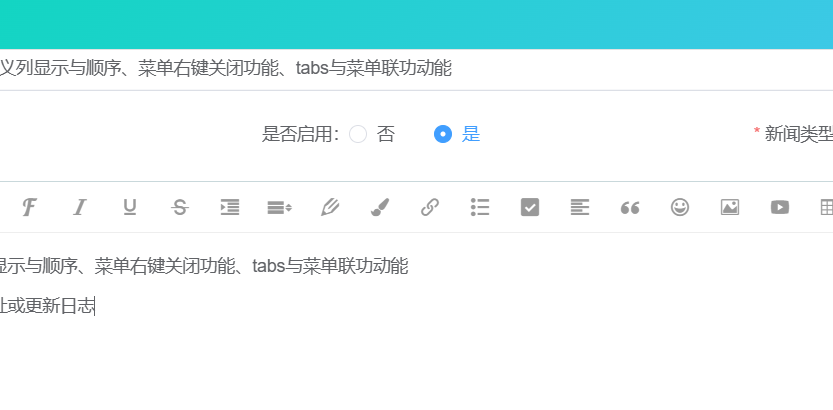 义列显示与顺序、菜单右键关闭功能、tabs与菜单联功动能
是否启用： 否 是 * 新闻类型
显示与顺序、菜单右键关闭功能、tabs与菜单联功动能
或更新日志